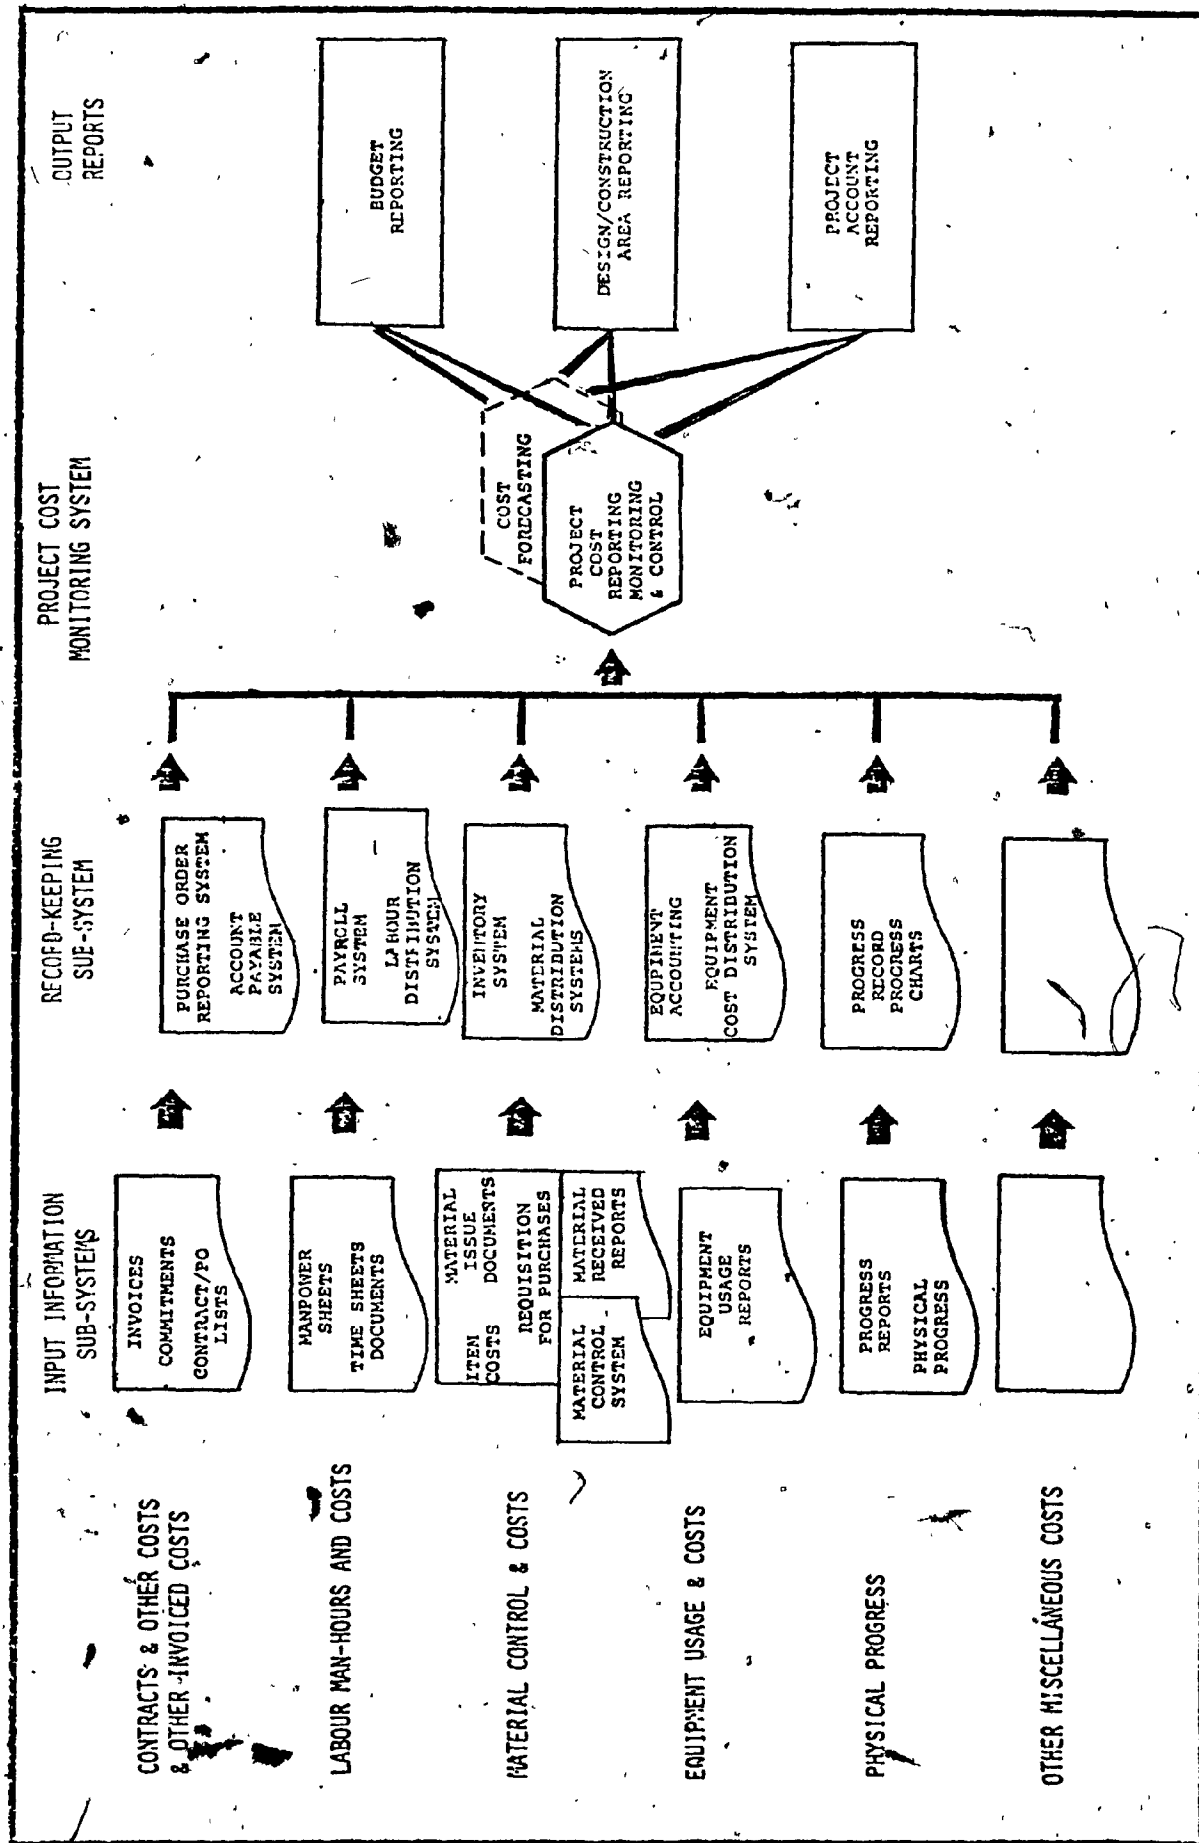 INPUT INFORMATION
SUB-SYSTEMS
RECORD-KEEPING
SUB-SYSTEM
PROJECT COST
MONITORING SYSTEM
OUTPUT
REPORTS
CONTRACTS & OTHER COSTS
& OTHER INVOICED COSTS
INVOICES
COMMITMENTS
CONTRACT/PO
LISTS
PURCHASE ORDER
REPORTING SYSTEM
ACCOUNT
PAYABLE
SYSTEM
LABOUR MAN-HOURS AND COSTS
MANPOWER
SHEETS
TIME SHEETS
DOCUMENTS
PAYROLL
SYSTEM
LABOUR
DISTRIBUTION
SYSTEM
MATERIAL CONTROL & COSTS
MATERIAL
ISSUE
DOCUMENTS
ITEM
COSTS
REQUISITION
FOR PURCHASES
MATERIAL
CONTROL
SYSTEM
MATERIAL
RECEIVED
REPORTS
INVENTORY
SYSTEM
MATERIAL
DISTRIBUTION
SYSTEMS
EQUIPMENT USAGE & COSTS
EQUIPMENT
USAGE
REPORTS
EQUPIMENT
ACCOUNTING
EQUIPMENT
COST DISTRIBUTION
SYSTEM
PHYSICAL PROGRESS
PROGRESS
REPORTS
PHYSICAL
PROGRESS
PROGRESS
RECORD
PROGRESS
CHARTS
OTHER MISCELLANEOUS COSTS
COST
FORECASTING
PROJECT
COST
REPORTING
MONITORING
& CONTROL
BUDGET
REPORTING
DESIGN/CONSTRUCTION
AREA REPORTING
PROJECT
ACCOUNT
REPORTING